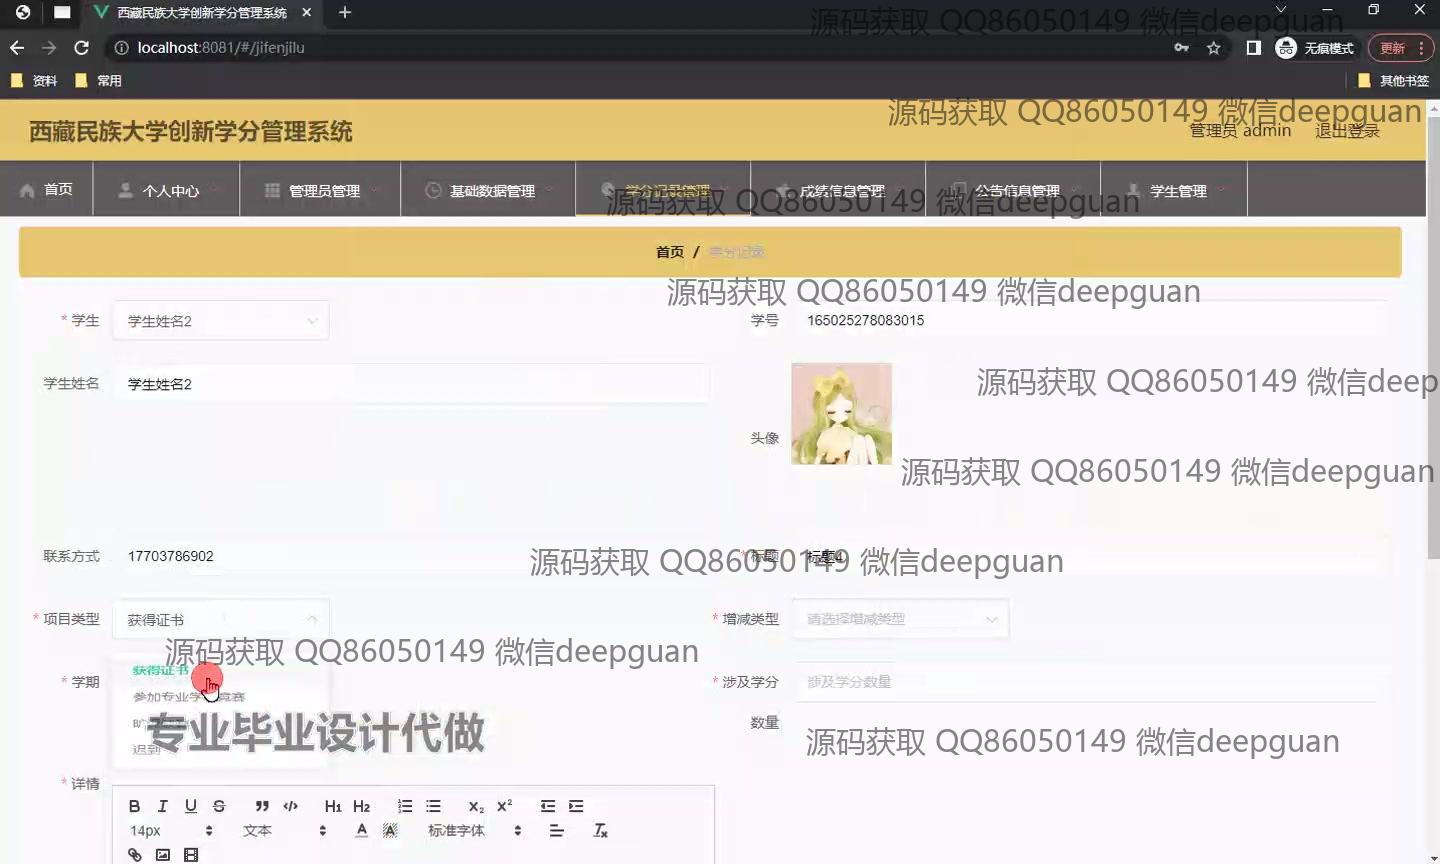 西藏民族大学创新学分管理系统
localhost:8081/#/jifenjilu
无痕模式
更新
资料
常用
其他书签
源码获取 QQ86050149 微信deepguan
源码获取 QQ86050149 微信deepguan
西藏民族大学创新学分管理系统
管理员 admin
退出登录
首页
个人中心
管理员管理
基础数据管理
学分记录管理
成绩信息管理
公告信息管理
学生管理
源码获取 QQ86050149 微信deepguan
首页 / 学分记录
源码获取 QQ86050149 微信deepguan
* 学生
学生姓名2
学号
165025278083015
学生姓名
学生姓名2
源码获取 QQ86050149 微信deep
头像
源码获取 QQ86050149 微信deepguan
联系方式
17703786902
* 标题
标题4
源码获取 QQ86050149 微信deepguan
* 项目类型
获得证书
* 增减类型
请选择增减类型
源码获取 QQ86050149 微信deepguan
获得证书
* 学期
* 涉及学分
涉及学分数量
参加专业学
竞赛
数量
迟到
专业毕业设计代做
源码获取 QQ86050149 微信deepguan
* 详情
B I U S ” </> H1 H2 X2 X2
14px
文本
A A
标准字体
Tx